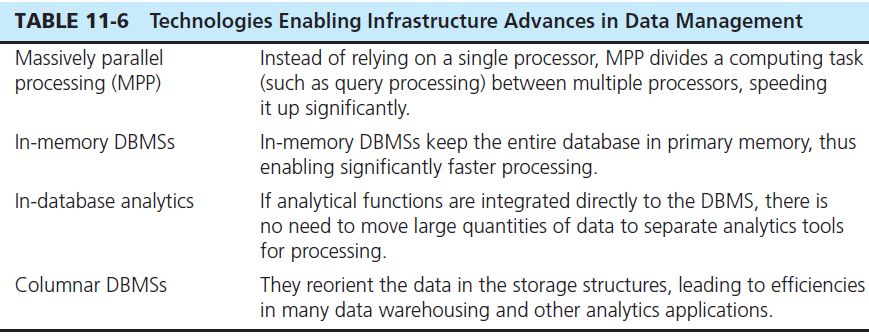 TABLE 11-6 Technologies Enabling Infrastructure Advances in Data Management
Massively parallel
processing (MPP)
Instead of relying on a single processor, MPP divides a computing task
(such as query processing) between multiple processors, speeding
it up significantly.
In-memory DBMSs
In-memory DBMSs keep the entire database in primary memory, thus
enabling significantly faster processing.
In-database analytics
If analytical functions are integrated directly to the DBMS, there is
no need to move large quantities of data to separate analytics tools
for processing.
Columnar DBMSs
They reorient the data in the storage structures, leading to efficiencies
in many data warehousing and other analytics applications.